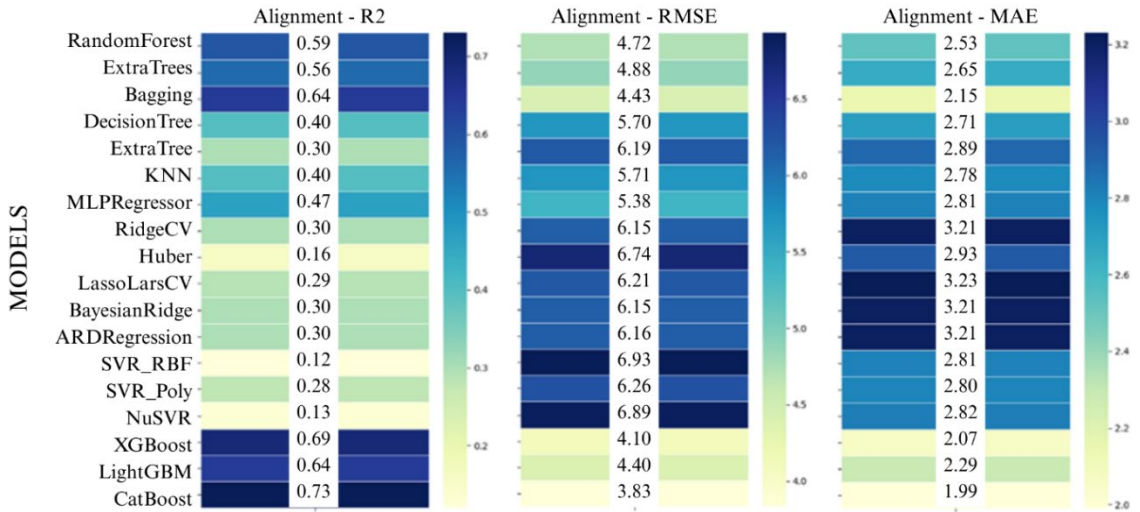 Alignment - R2 Alignment - RMSE Alignment - MAE
MODELS
RandomForest 0.59 4.72 2.53
ExtraTrees 0.56 4.88 2.65
Bagging 0.64 4.43 2.15
DecisionTree 0.40 5.70 2.71
ExtraTree 0.30 6.19 2.89
KNN 0.40 5.71 2.78
MLPRegressor 0.47 5.38 2.81
RidgeCV 0.30 6.15 3.21
Huber 0.16 6.74 2.93
LassoLarsCV 0.29 6.21 3.23
BayesianRidge 0.30 6.15 3.21
ARDRegression 0.30 6.16 3.21
SVR_RBF 0.12 6.93 2.81
SVR_Poly 0.28 6.26 2.80
NuSVR 0.13 6.89 2.82
XGBoost 0.69 4.10 2.07
LightGBM 0.64 4.40 2.29
CatBoost 0.73 3.83 1.99
0.7
0.6
0.5
0.4
0.3
0.2
6.5
6.0
5.5
5.0
4.5
4.0
3.2
3.0
2.8
2.6
2.4
2.2
2.0